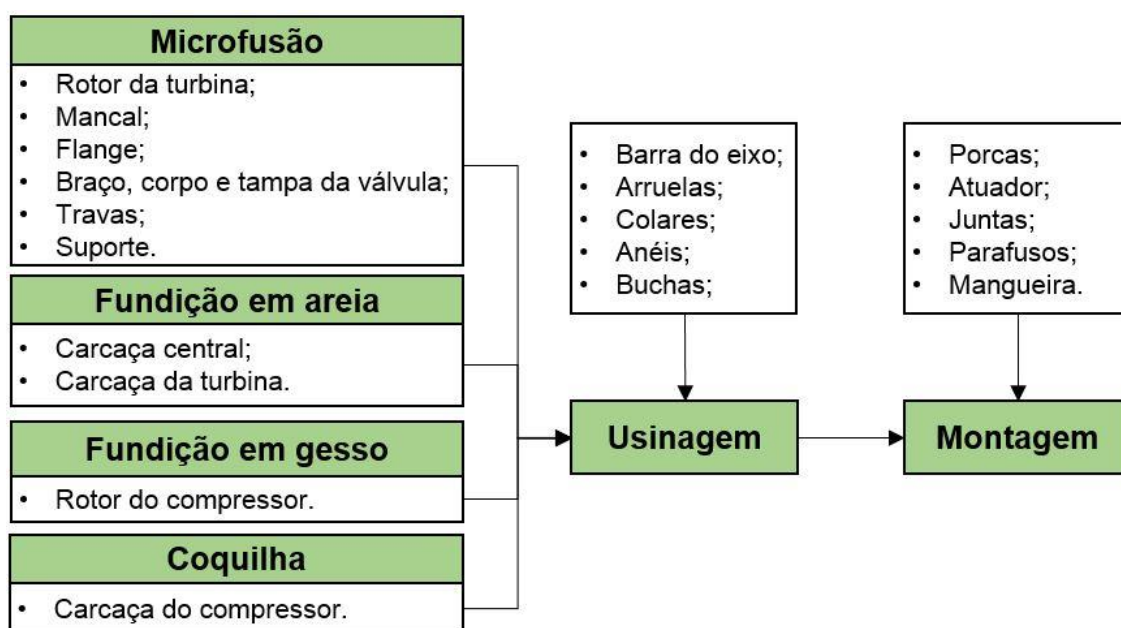 Microfusão
• Rotor da turbina;
• Mancal;
• Flange;
• Braço, corpo e tampa da válvula;
• Travas;
• Suporte.
Fundição em areia
• Carcaça central;
• Carcaça da turbina.
Fundição em gesso
• Rotor do compressor.
Coquilha
• Carcaça do compressor.
• Barra do eixo;
• Arruelas;
• Colares;
• Anéis;
• Buchas;
Usinagem
• Porcas;
• Atuador;
• Juntas;
• Parafusos;
• Mangueira.
Montagem